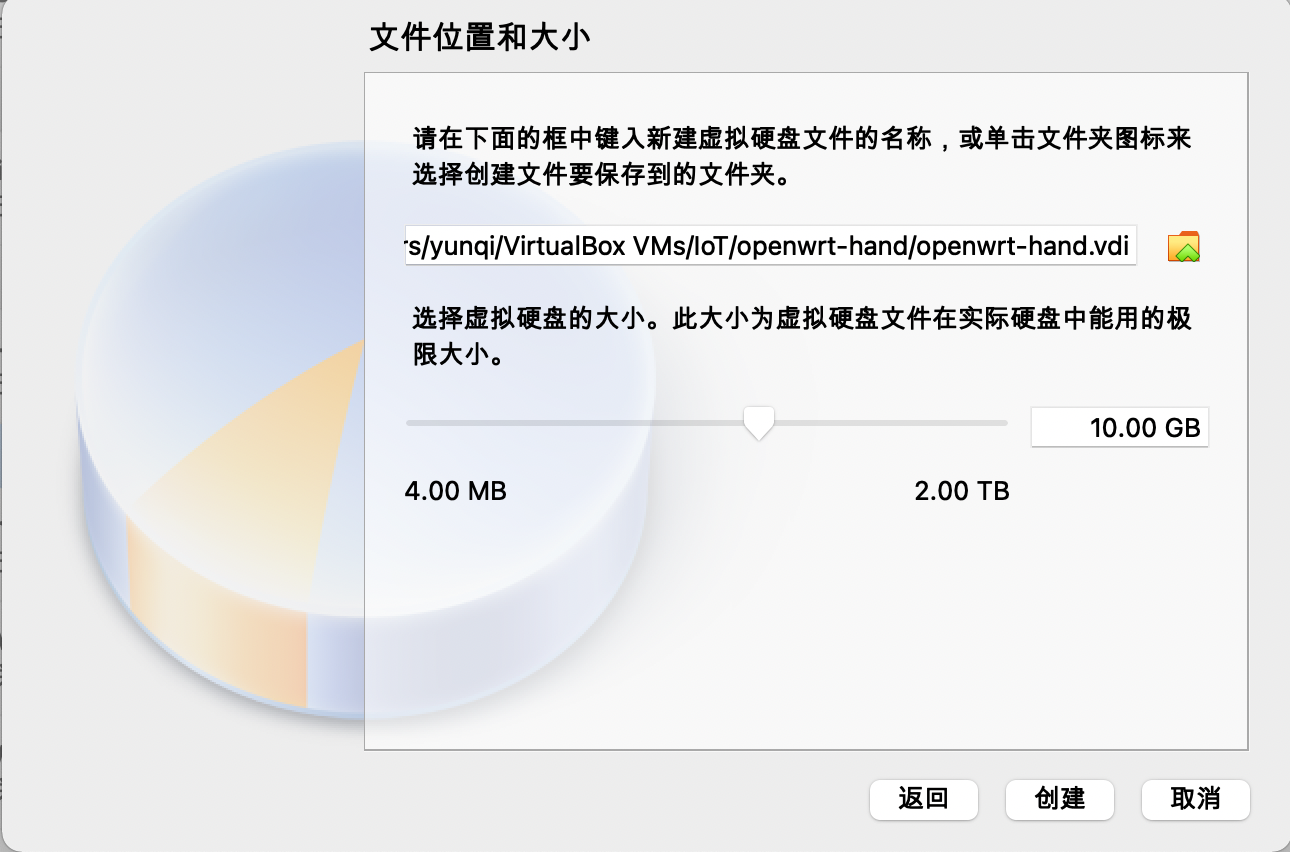 文件位置和大小
请在下面的框中键入新建虚拟硬盘文件的名称，或单击文件夹图标来
选择创建文件要保存到的文件夹。
rs/yunqi/VirtualBox VMs/IoT/openwrt-hand/openwrt-hand.vdi
选择虚拟硬盘的大小。此大小为虚拟硬盘文件在实际硬盘中能用的极
限大小。
10.00 GB
4.00 MB 2.00 TB
返回 创建 取消